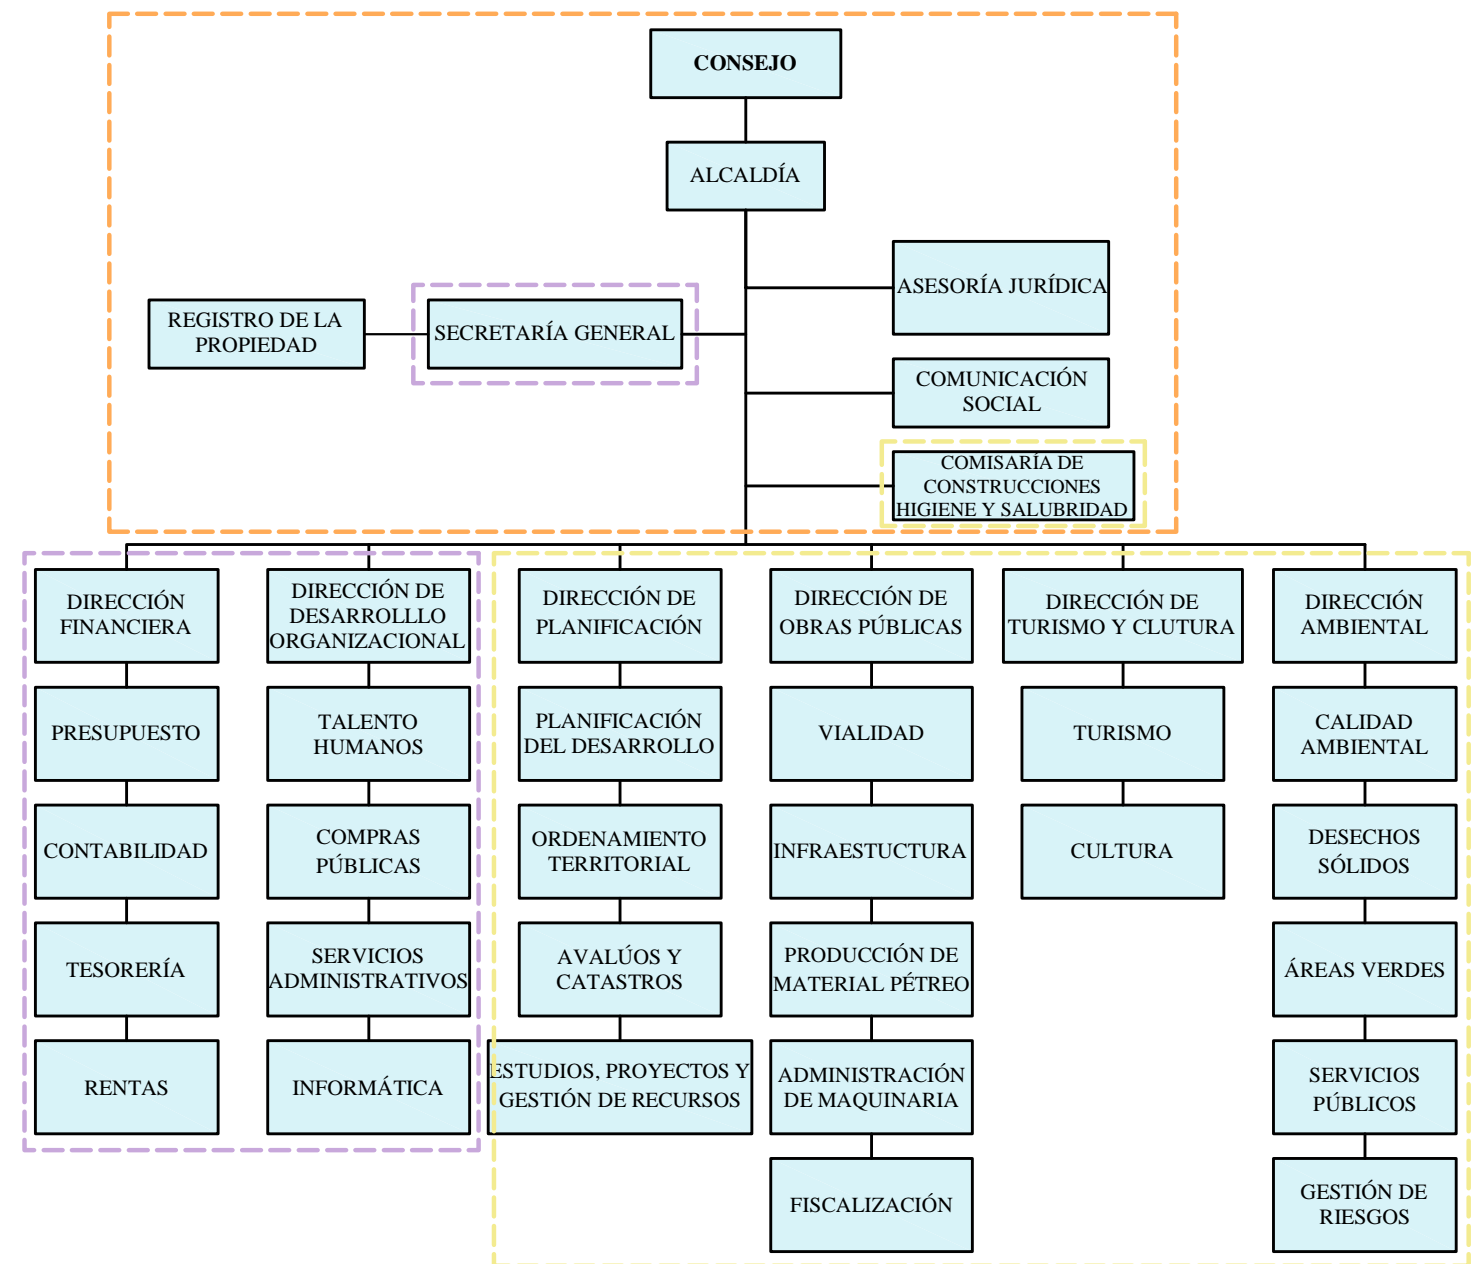 CONSEJO
ALCALDÍA
ASESORÍA JURÍDICA
REGISTRO DE LA
PROPIEDAD
SECRETARÍA GENERAL
COMUNICACIÓN
SOCIAL
COMISARÍA DE
CONSTRUCCIONES
HIGIENE Y SALUBRIDAD
DIRECCIÓN
FINANCIERA
DIRECCIÓN DE
DESARROLLLO
ORGANIZACIONAL
DIRECCIÓN DE
PLANIFICACIÓN
DIRECCIÓN DE
OBRAS PÚBLICAS
DIRECCIÓN DE
TURISMO Y CLUTURA
DIRECCIÓN
AMBIENTAL
PRESUPUESTO
TALENTO
HUMANOS
PLANIFICACIÓN
DEL DESARROLLO
VIALIDAD
TURISMO
CALIDAD
AMBIENTAL
CONTABILIDAD
COMPRAS
PÚBLICAS
ORDENAMIENTO
TERRITORIAL
INFRAESTUCTURA
CULTURA
DESECHOS
SÓLIDOS
TESORERÍA
SERVICIOS
ADMINISTRATIVOS
AVALÚOS Y
CATASTROS
PRODUCCIÓN DE
MATERIAL PÉTREO
ÁREAS VERDES
RENTAS
INFORMÁTICA
ESTUDIOS, PROYECTOS Y
GESTIÓN DE RECURSOS
ADMINISTRACIÓN
DE MAQUINARIA
SERVICIOS
PÚBLICOS
FISCALIZACIÓN
GESTIÓN DE
RIESGOS